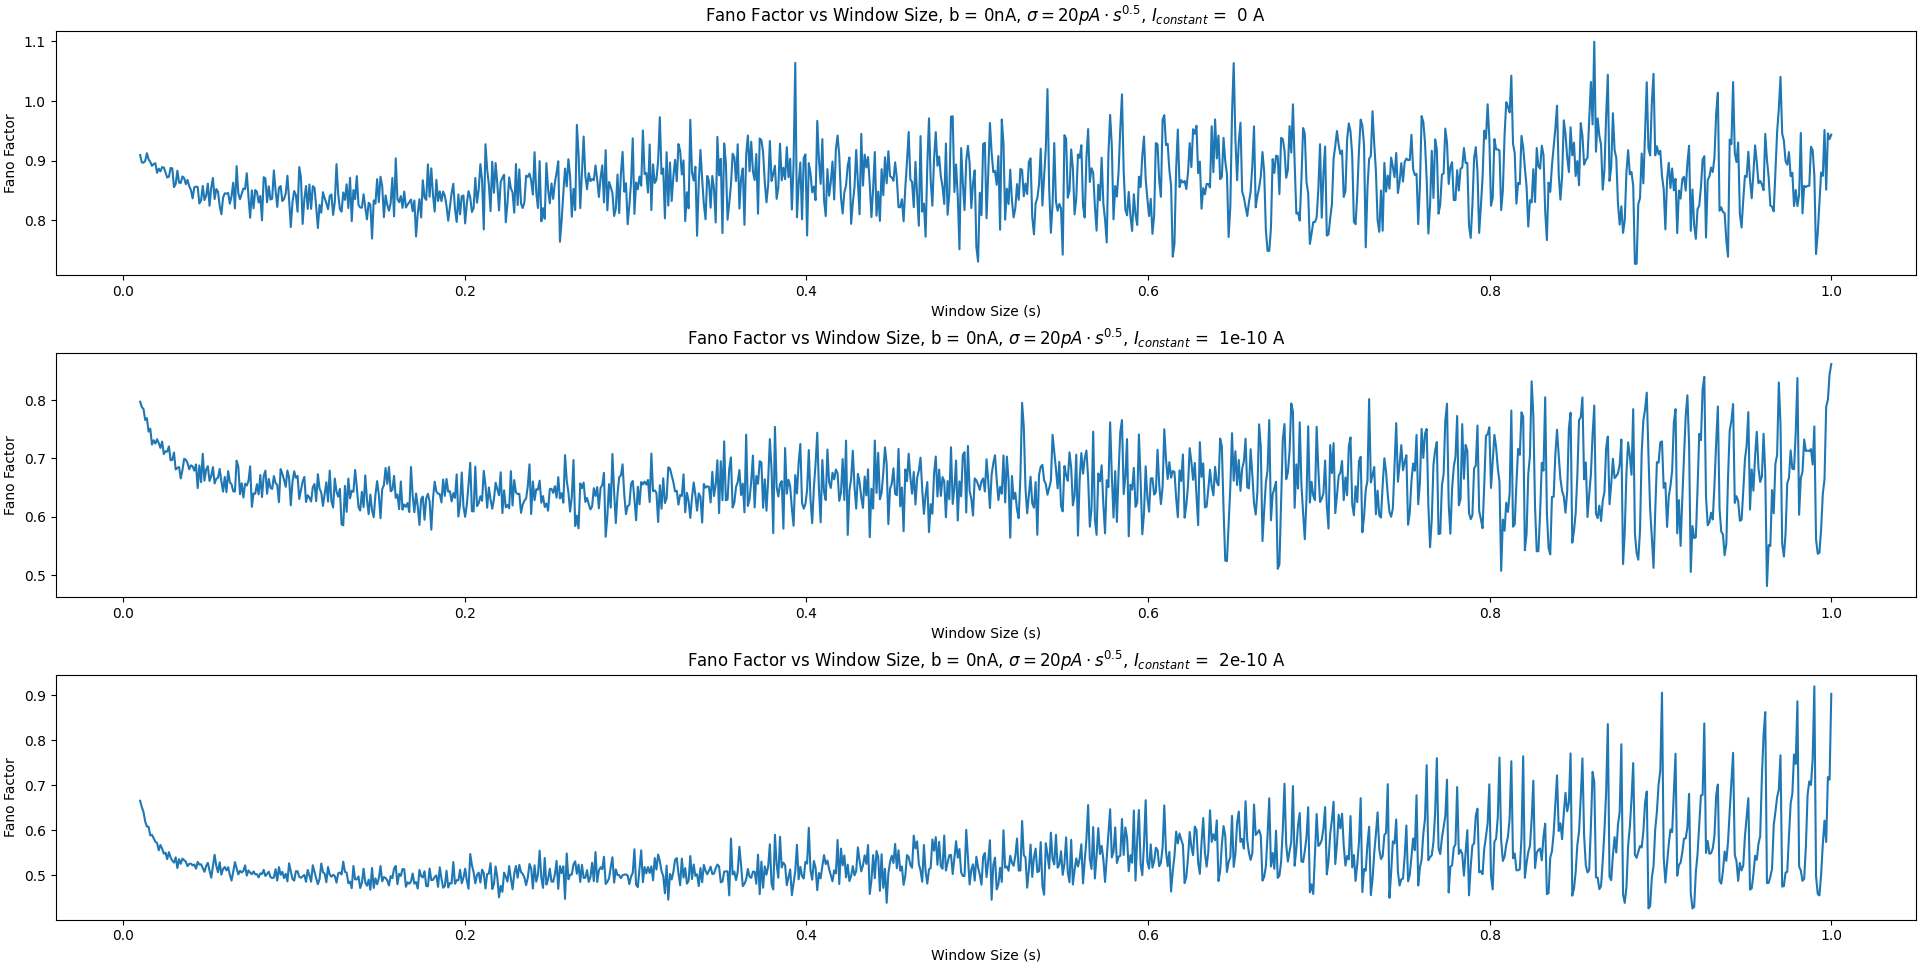 Fano Factor vs Window Size, b = 0nA, σ = 20pA · s^0.5, I_constant = 0 A
1.1
1.0
0.9
0.8
Fano Factor
0.0 0.2 0.4 0.6 0.8 1.0
Window Size (s)
Fano Factor vs Window Size, b = 0nA, σ = 20pA · s^0.5, I_constant = 1e-10 A
0.8
0.7
0.6
0.5
Fano Factor
0.0 0.2 0.4 0.6 0.8 1.0
Window Size (s)
Fano Factor vs Window Size, b = 0nA, σ = 20pA · s^0.5, I_constant = 2e-10 A
0.9
0.8
0.7
0.6
0.5
Fano Factor
0.0 0.2 0.4 0.6 0.8 1.0
Window Size (s)